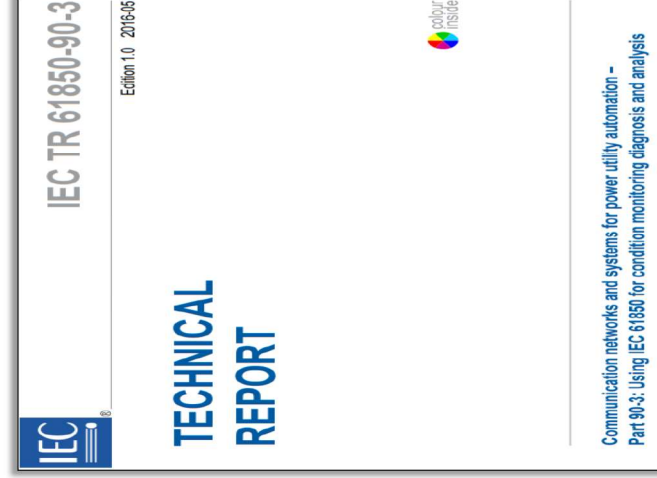 IEC
®
IEC TR 61850-90-3
Edition 1.0 2016-05
TECHNICAL
REPORT
colour
inside
Communication networks and systems for power utility automation –
Part 90-3: Using IEC 61850 for condition monitoring diagnosis and analysis